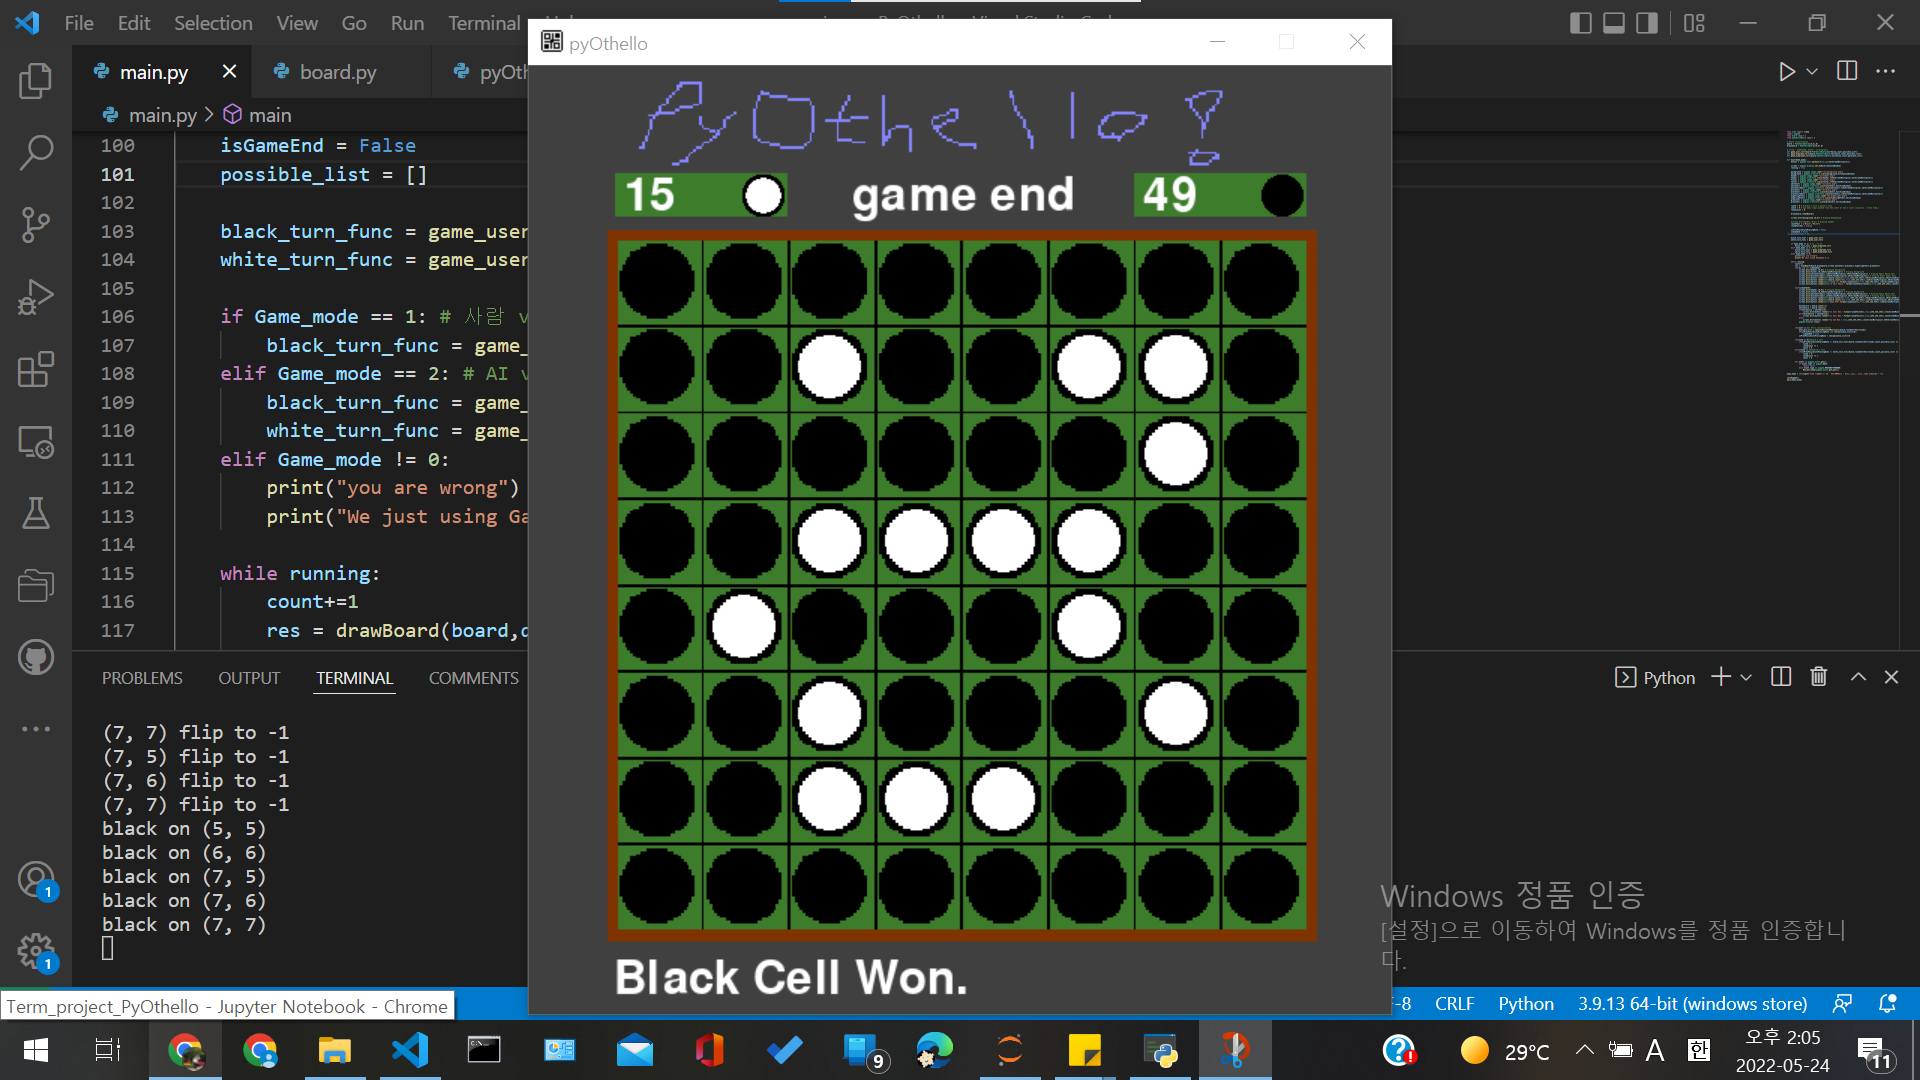 File Edit Selection View Go Run Terminal
pyOthello
main.py board.py
main.py > main
PyOthello!
15 game end 49
100 isGameEnd = False
101 possible_list = []
102
103 black_turn_func = game_user
104 white_turn_func = game_user
105
106 if Game_mode == 1: # 사람
107 black_turn_func = game_
108 elif Game_mode == 2: # AI
109 black_turn_func = game_
110 white_turn_func = game_
111 elif Game_mode != 0:
112 print("you are wrong")
113 print("We just using
114
115 while running:
116 count+=1
117 res = drawBoard(board,
PROBLEMS OUTPUT TERMINAL COMMENTS
Python
(7, 7) flip to -1
(7, 5) flip to -1
(7, 6) flip to -1
(7, 7) flip to -1
black on (5, 5)
black on (6, 6)
black on (7, 5)
black on (7, 6)
black on (7, 7)
1
1
Black Cell Won.
Windows 정품 인증
[설정]으로 이동하여 Windows를 정품 인증합니
다.
Term_project_PyOthello - Jupyter Notebook - Chrome
-8 CRLF Python 3.9.13 64-bit (windows store)
9
29°C A 한
오후 2:05
2022-05-24
11